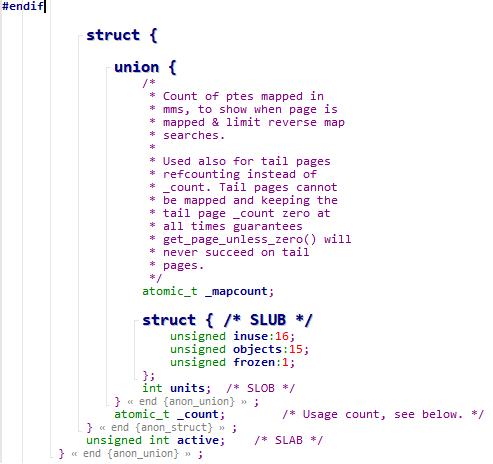 #endif
struct {
union {
/*
* Count of ptes mapped in
* mms, to show when page is
* mapped & limit reverse map
* searches.
*
* Used also for tail pages
* refcounting instead of
* _count. Tail pages cannot
* be mapped and keeping the
* tail page _count zero at
* all times guarantees
* get_page_unless_zero() will
* never succeed on tail
* pages.
*/
atomic_t _mapcount;
struct { /* SLUB */
unsigned inuse:16;
unsigned objects:15;
unsigned frozen:1;
};
int units; /* SLOB */
} « end {anon_union} » ;
atomic_t _count; /* Usage count, see below. */
} « end {anon_struct} » ;
unsigned int active; /* SLAB */
} « end {anon_union} » ;